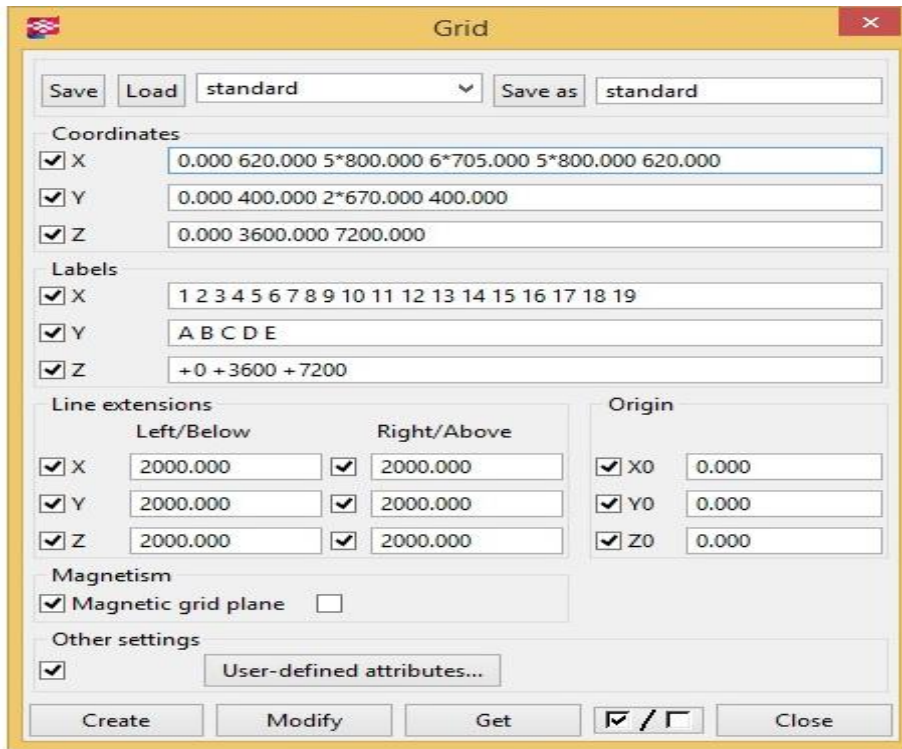 Grid
Save Load standard Save as standard
Coordinates
X 0.000 620.000 5*800.000 6*705.000 5*800.000 620.000
Y 0.000 400.000 2*670.000 400.000
Z 0.000 3600.000 7200.000
Labels
X 1 2 3 4 5 6 7 8 9 10 11 12 13 14 15 16 17 18 19
Y A B C D E
Z +0 +3600 +7200
Line extensions Origin
Left/Below Right/Above
X 2000.000 2000.000 X0 0.000
Y 2000.000 2000.000 Y0 0.000
Z 2000.000 2000.000 Z0 0.000
Magnetism
Magnetic grid plane
Other settings
User-defined attributes...
Create Modify Get / Close